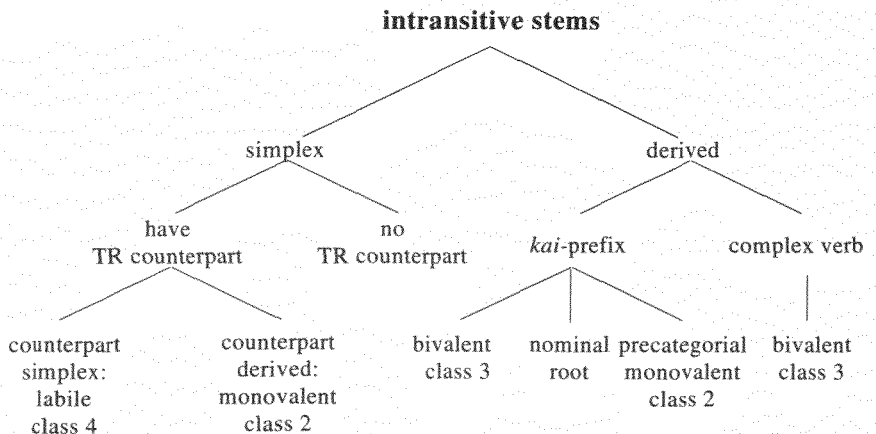 intransitive stems
simplex
derived
have
TR counterpart
no
TR counterpart
kai-prefix
complex verb
counterpart
simplex:
labile
class 4
counterpart
derived:
monovalent
class 2
bivalent
class 3
nominal
root
precategorial
monovalent
class 2
bivalent
class 3